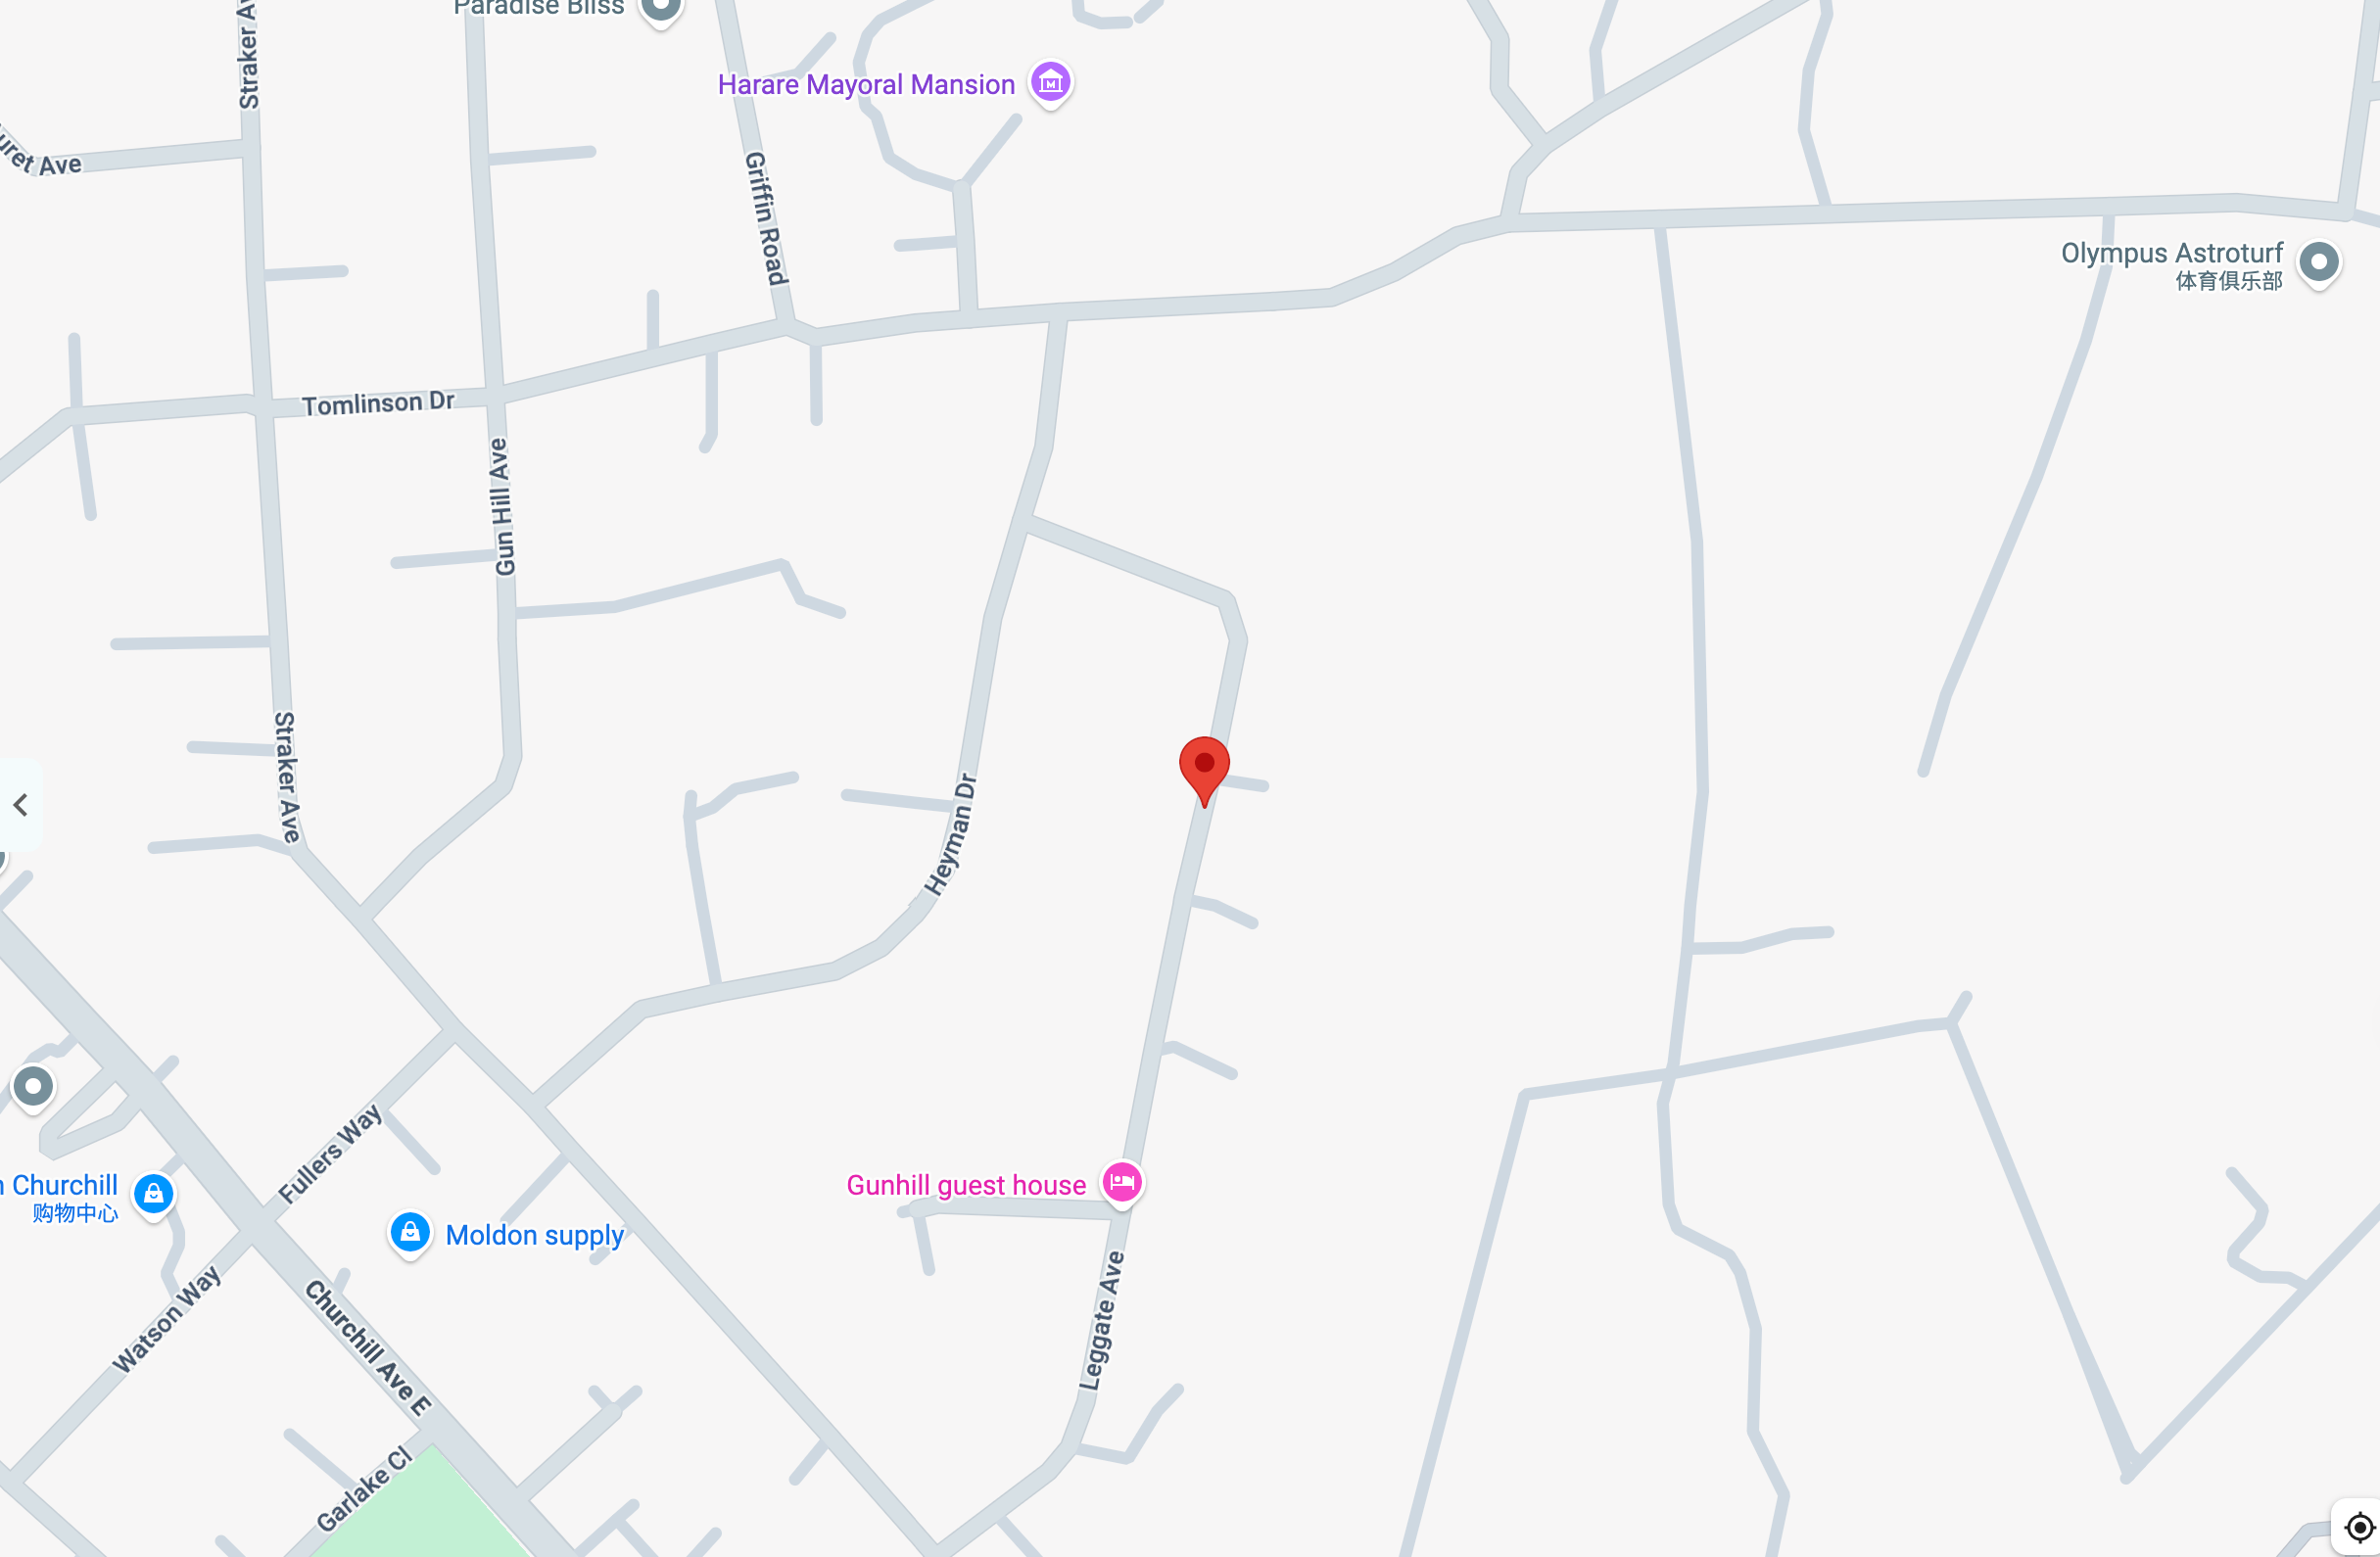 Paradise Bliss
Straker Av
Harare Mayoral Mansion
uret Ave
Griffin Road
Olympus Astroturf
体育俱乐部
Tomlinson Dr
Gun Hill Ave
Straker Ave
Heyman Dr
Fullers Way
n Churchill
购物中心
Gunhill guest house
Moldon supply
Watson Way
Churchill Ave E
Leggate Ave
Garlake Cl